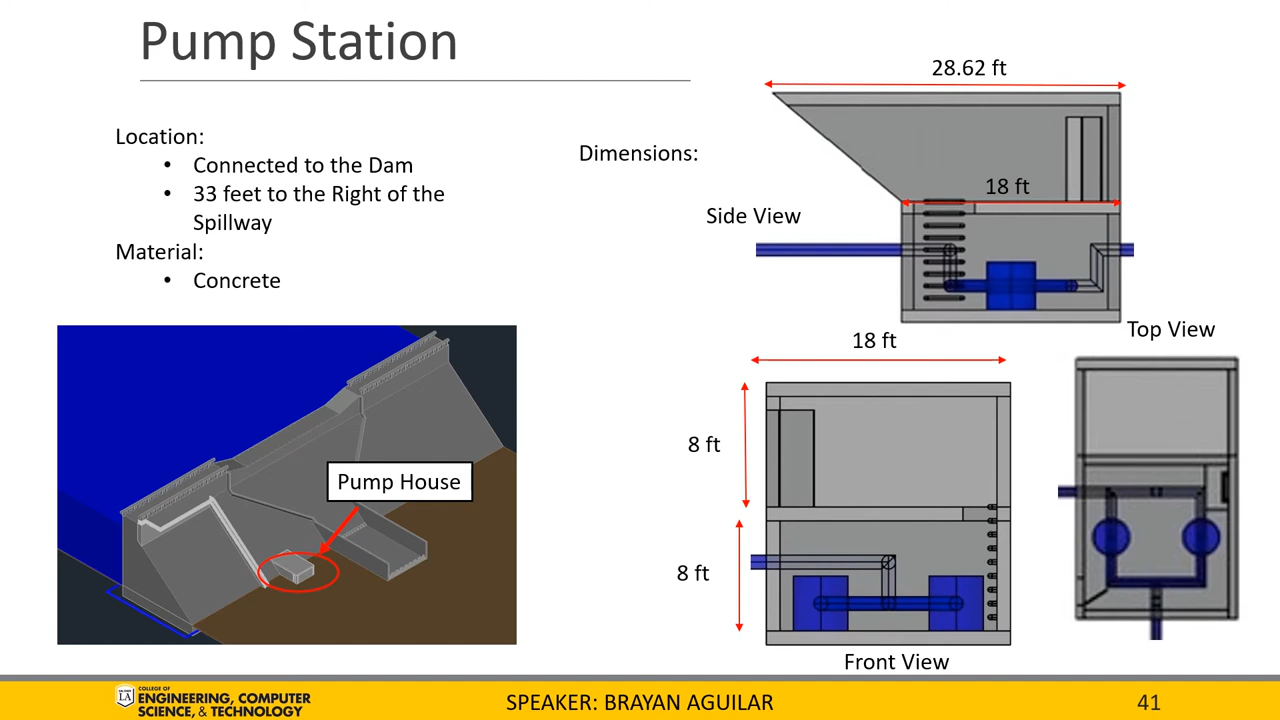 Pump Station
Location:
• Connected to the Dam
• 33 feet to the Right of the
Spillway
Material:
• Concrete
Pump House
Dimensions:
28.62 ft
18 ft
Side View
18 ft
8 ft
8 ft
Front View
Top View
LA
COLLEGE OF
ENGINEERING, COMPUTER
SCIENCE, & TECHNOLOGY
SPEAKER: BRAYAN AGUILAR
41